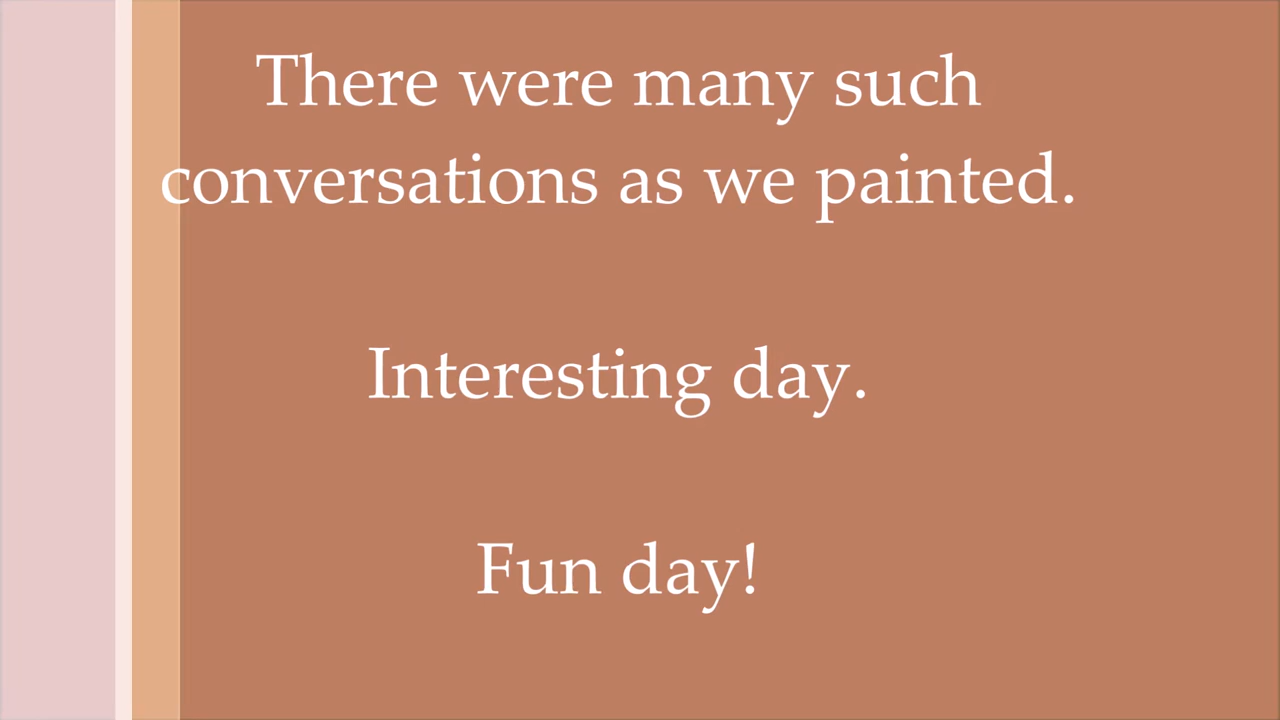 There were many such
conversations as we painted.
Interesting day.
Fun day!